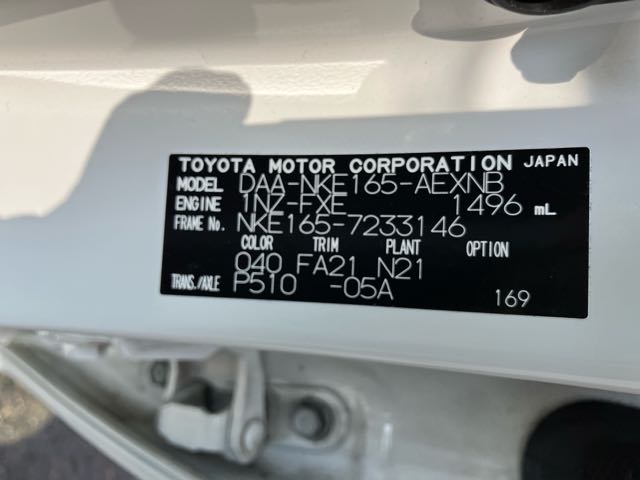 TOYOTA MOTOR CORPORATION JAPAN
MODEL DAA-NKE165-AEXNB
ENGINE 1NZ-FXE 1496 mL
FRAME No. NKE165-7233146
COLOR TRIM PLANT OPTION
040 FA21 N21
TRANS./AXLE P510 -05A
169